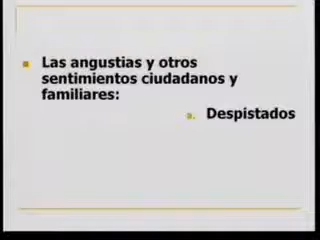 Las angustias y otros
sentimientos ciudadanos y
familiares:
a. Despistados